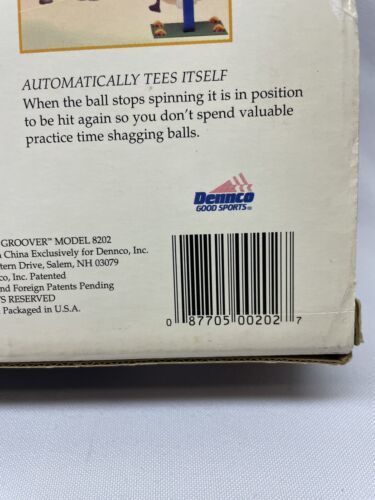 AUTOMATICALLY TEES ITSELF
When the ball stops spinning it is in position
to be hit again so you don't spend valuable
practice time shagging balls.
Dennco
GOOD SPORTS
GROOVER™ MODEL 8202
China Exclusively for Dennco, Inc.
tern Drive, Salem, NH 03079
co, Inc. Patented
nd Foreign Patents Pending
S RESERVED
Packaged in U.S.A.
0 87705 00202 7